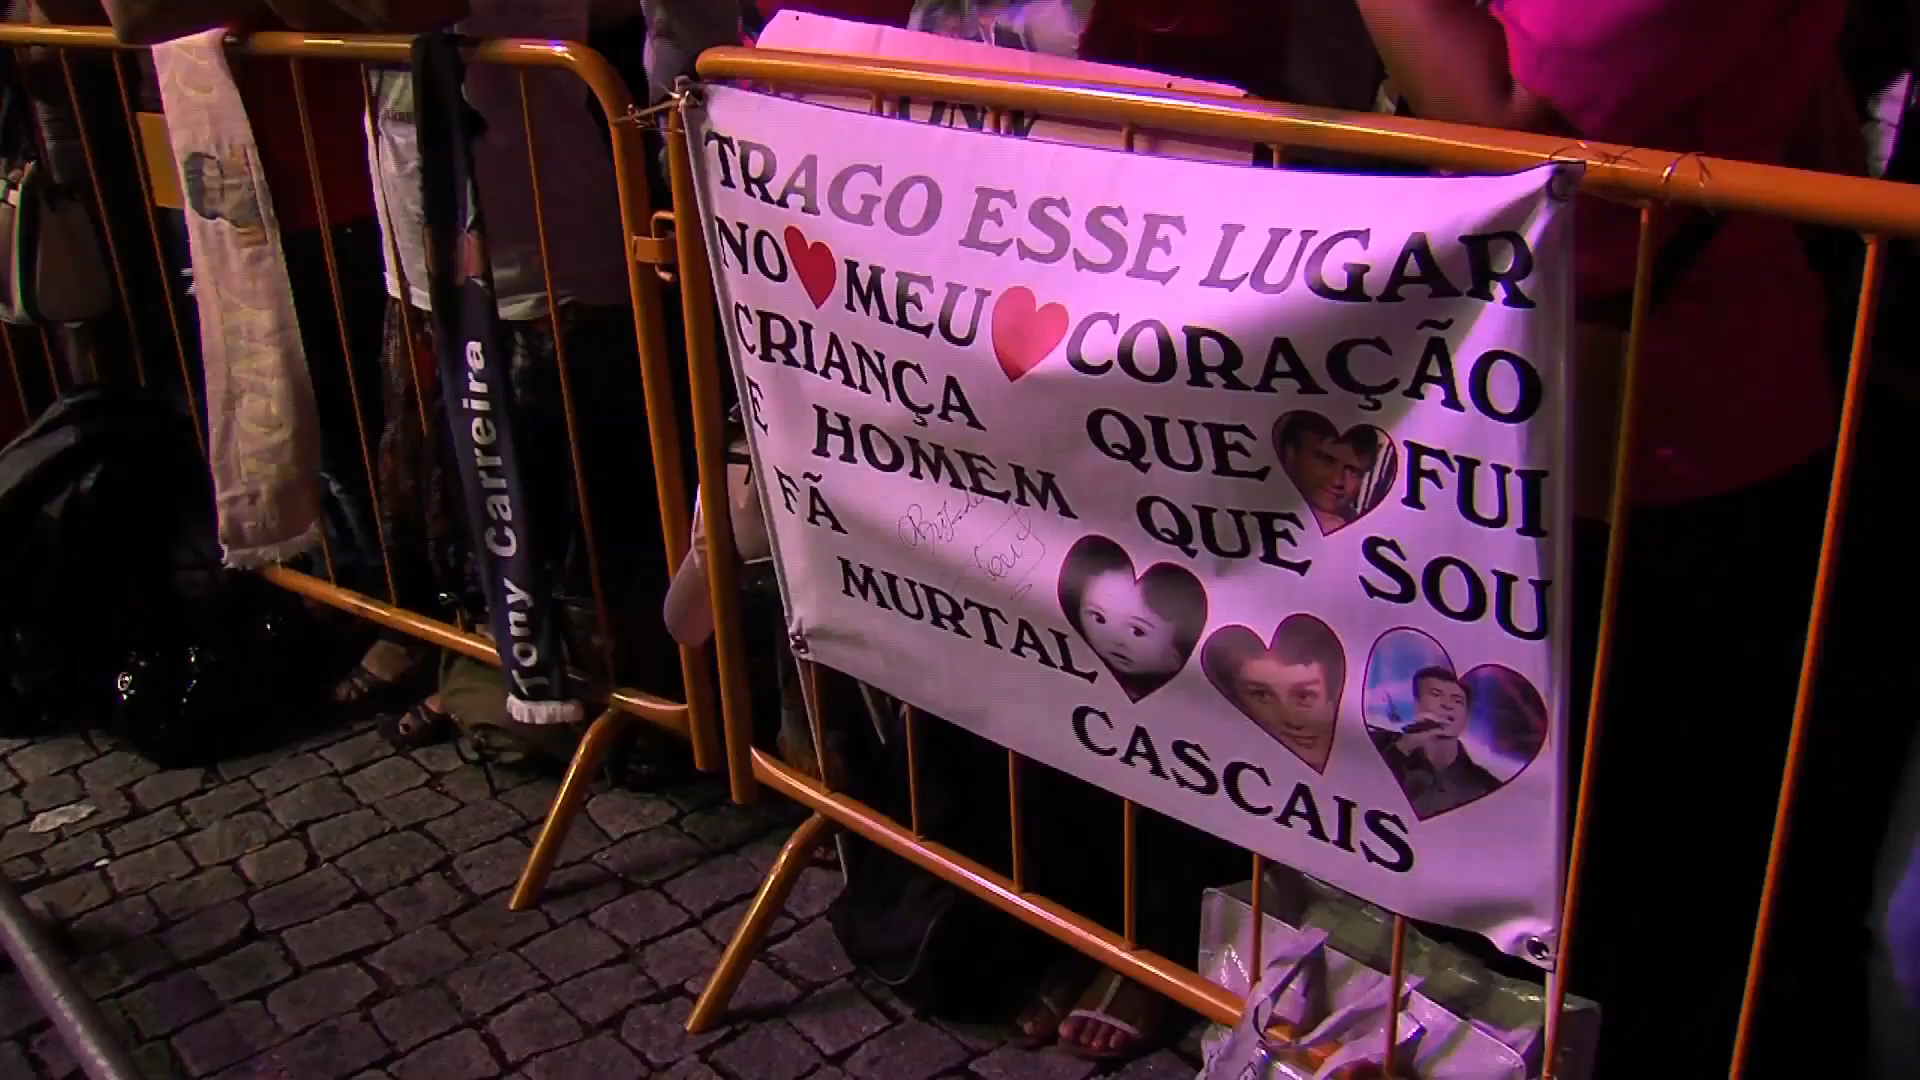 TRAGO ESSE LUGAR
NO MEU CORAÇÃO
CRIANÇA QUE FUI
E HOMEM QUE SOU
FÃ
MURTAL
CASCAIS
Tony Carreira